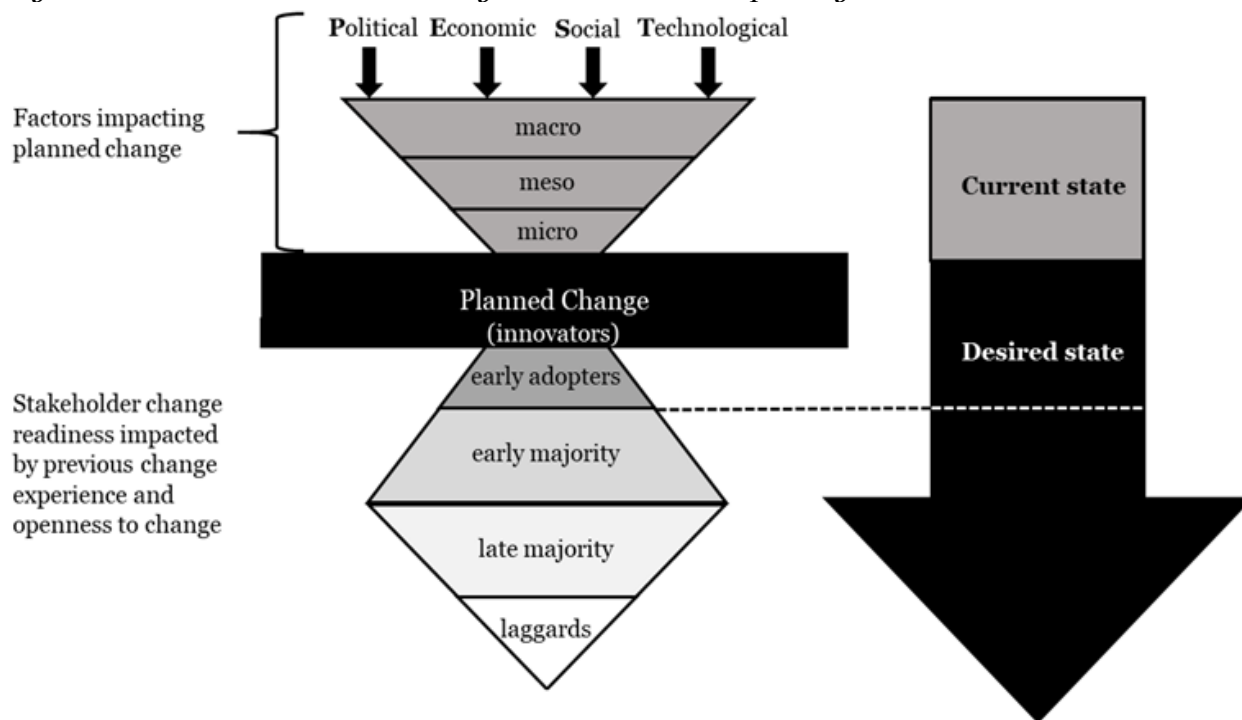 Political Economic Social Technological
Factors impacting
planned change
macro
meso
micro
Current state
Planned Change
(innovators)
Desired state
early adopters
Stakeholder change
readiness impacted
by previous change
experience and
openness to change
early majority
late majority
laggards